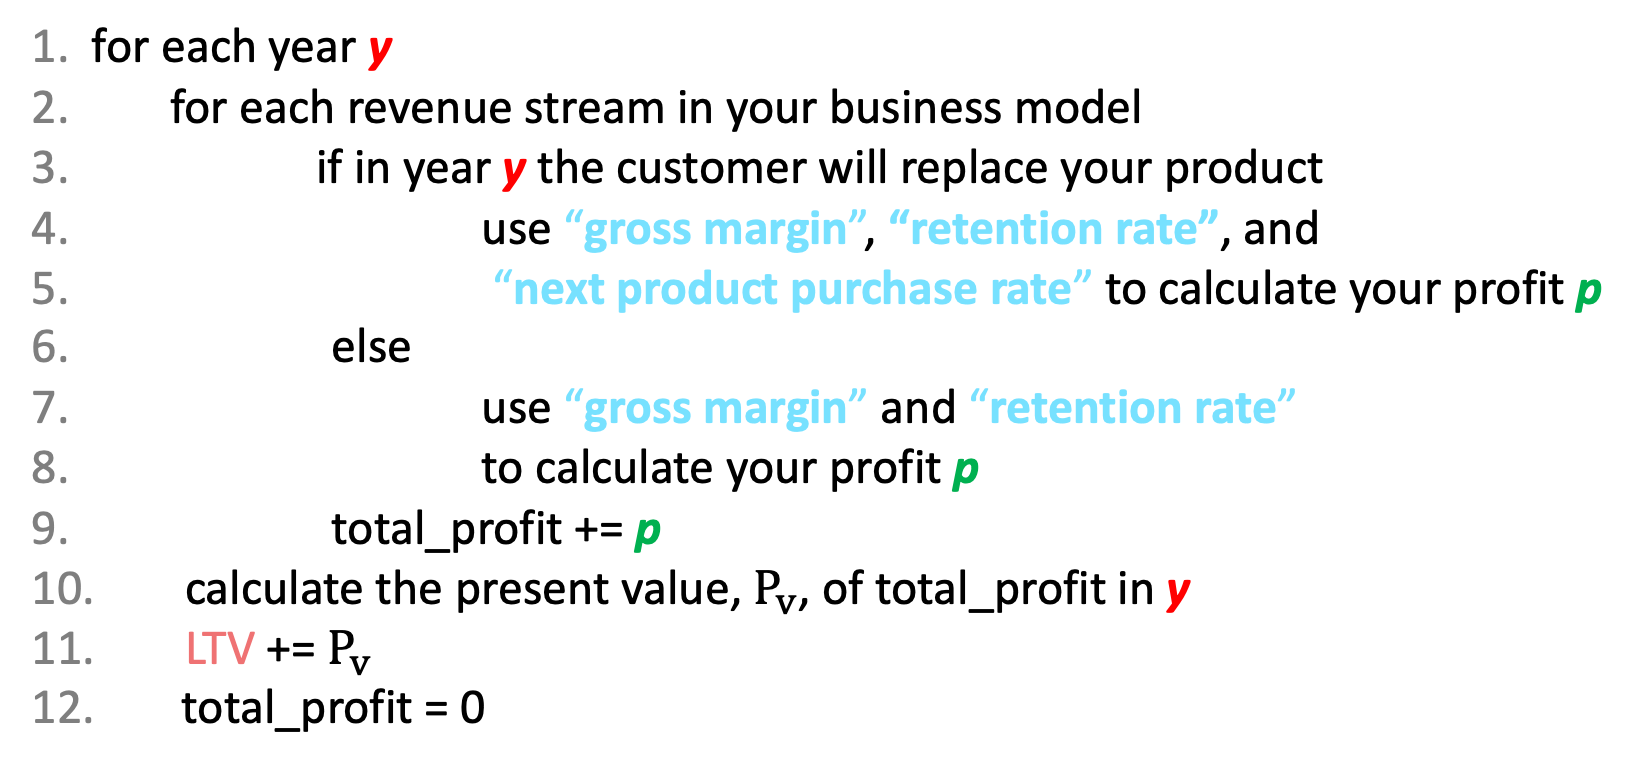 1. for each year y
2. for each revenue stream in your business model
3. if in year y the customer will replace your product
4. use “gross margin”, “retention rate”, and
5. “next product purchase rate” to calculate your profit p
6. else
7. use “gross margin” and “retention rate”
8. to calculate your profit p
9. total_profit += p
10. calculate the present value, Pv, of total_profit in y
11. LTV += Pv
12. total_profit = 0